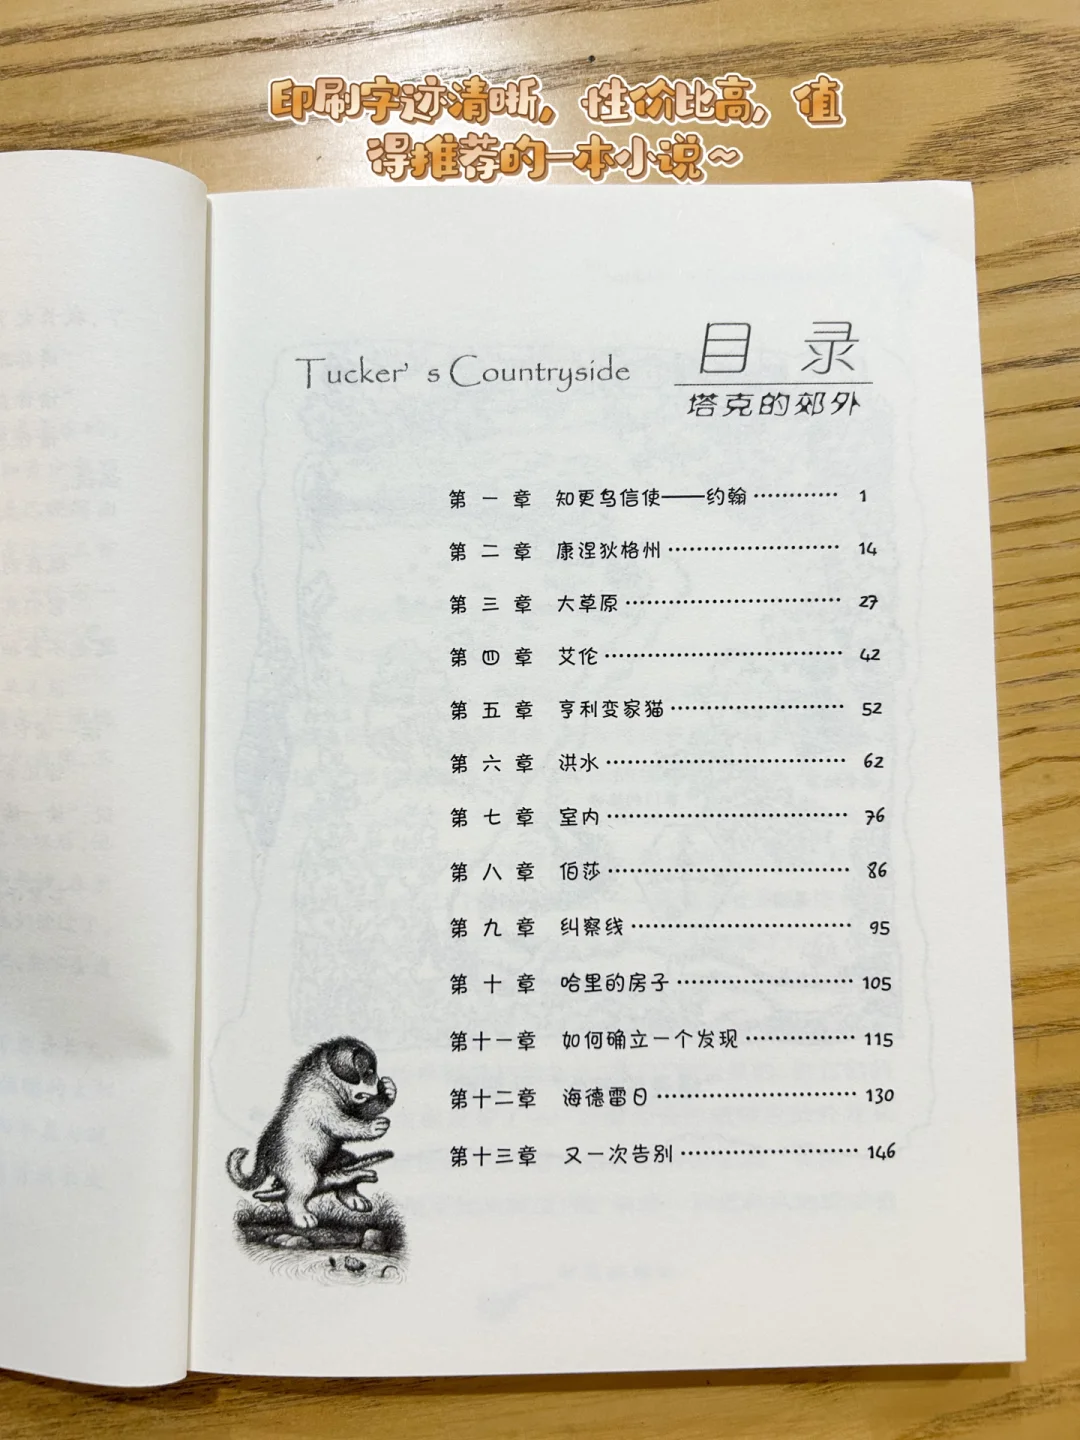 印刷字迹清晰，性价比高，值
得推荐的一本小说～
Tucker’s Countryside
目 录
塔克的郊外
第一章 知更鸟信使——约翰………… 1
第二章 康涅狄格州…………………… 14
第三章 大草原………………………… 27
第四章 艾伦…………………………… 42
第五章 亨利变家猫…………………… 52
第六章 洪水…………………………… 62
第七章 室内…………………………… 76
第八章 伯莎…………………………… 86
第九章 纠察线………………………… 95
第十章 哈里的房子…………………… 105
第十一章 如何确立一个发现………… 115
第十二章 海德雷日…………………… 130
第十三章 又一次告别………………… 146